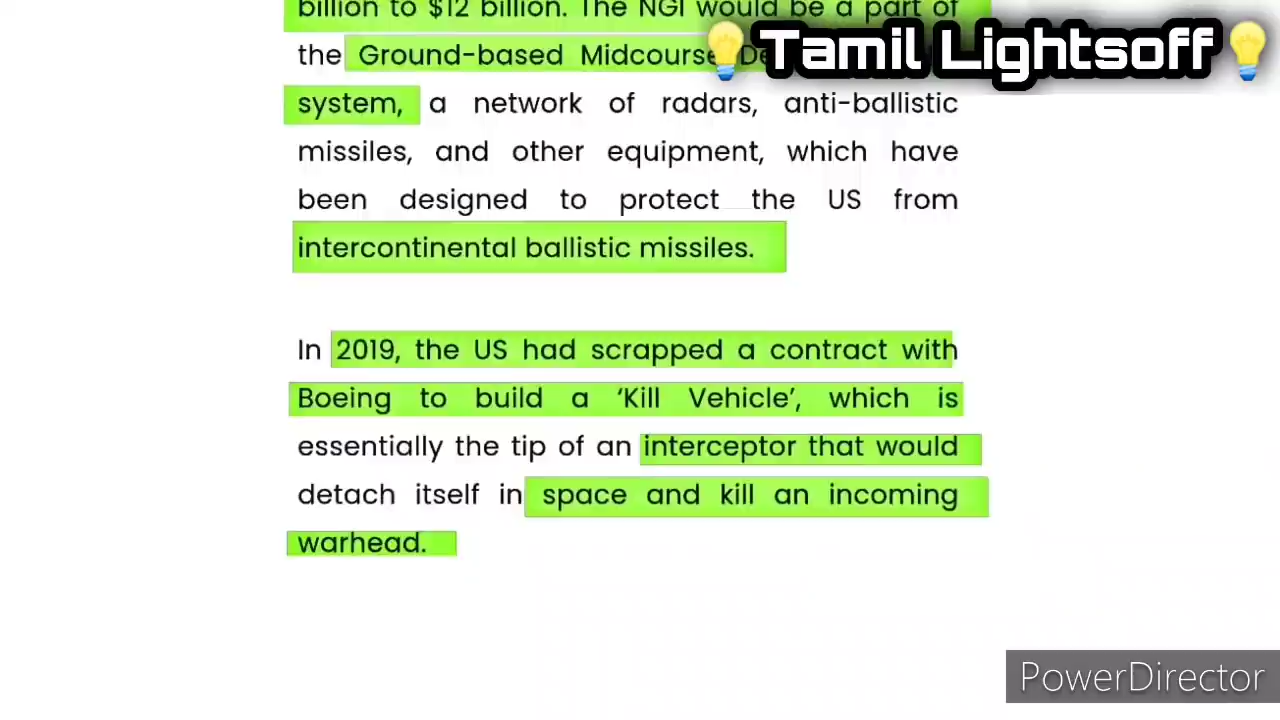 billion to $12 billion. The NGI would be a part of
Tamil Lightsoff
the Ground-based Midcourse
system, a network of radars, anti-ballistic
missiles, and other equipment, which have
been designed to protect the US from
intercontinental ballistic missiles.
In 2019, the US had scrapped a contract with
Boeing to build a ‘Kill Vehicle’, which is
essentially the tip of an interceptor that would
detach itself in space and kill an incoming
warhead.
PowerDirector